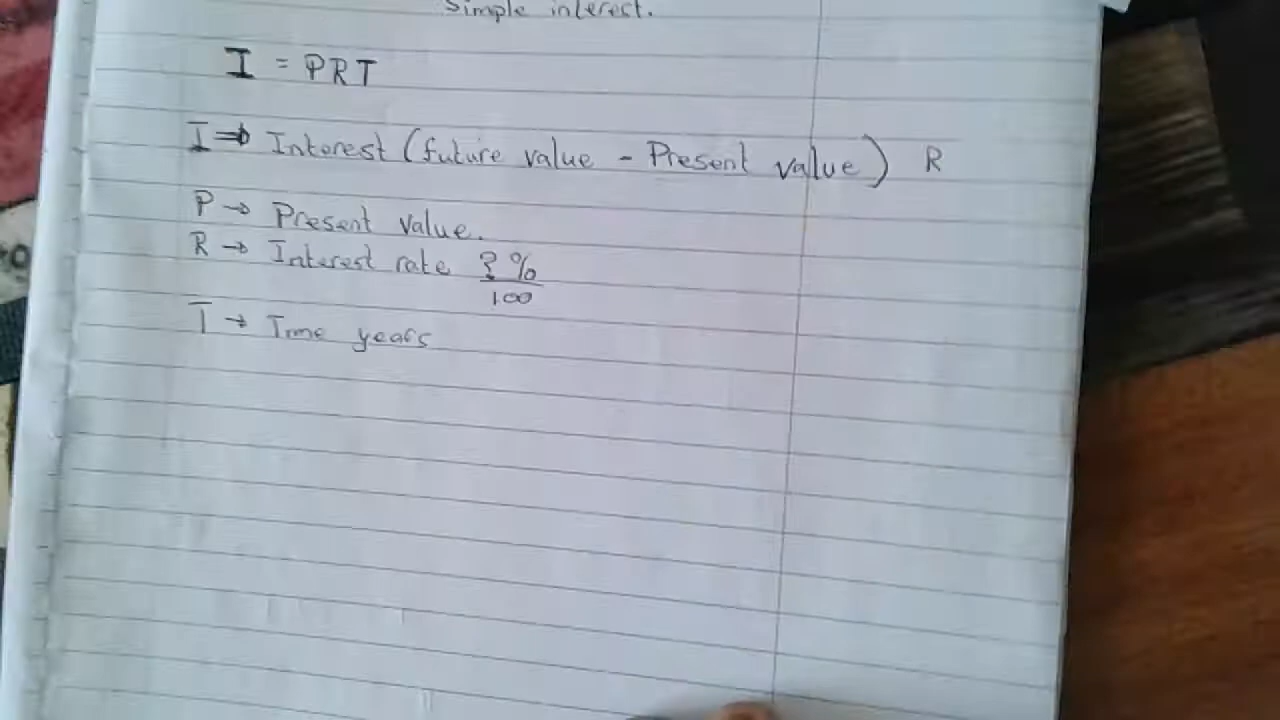 Simple interest.
I = PRT
I ⇒ Interest (future value - Present value) R
P → Present value.
R → Interest rate ?%
100
T → Time years